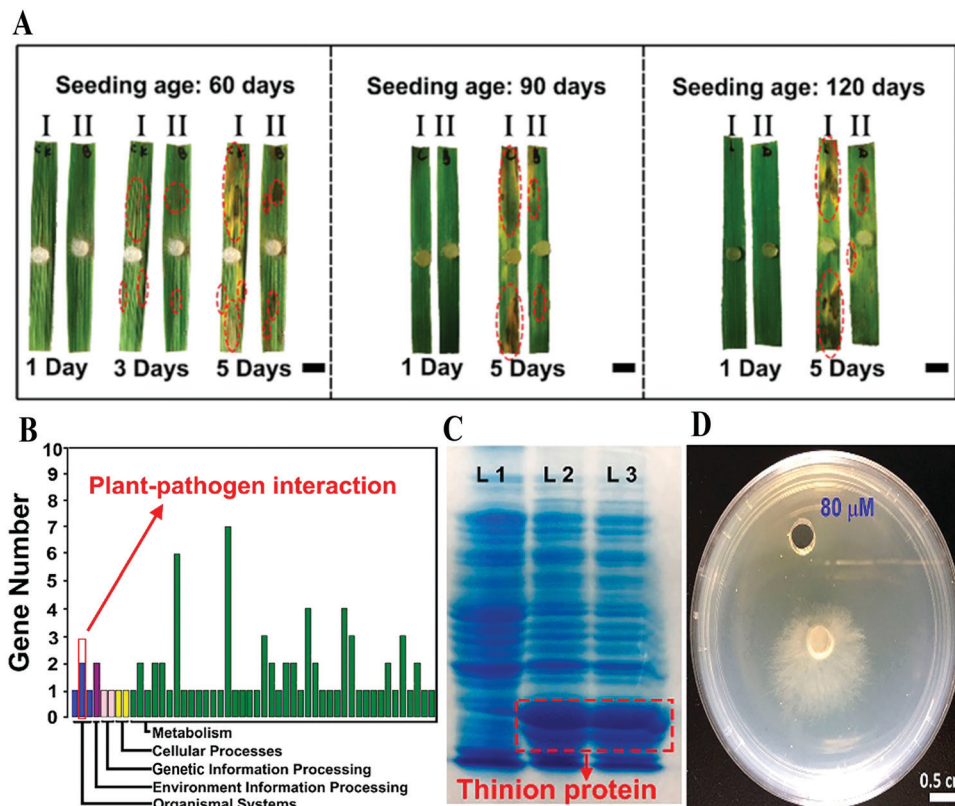 A
Seeding age: 60 days
Seeding age: 90 days
Seeding age: 120 days
I II I II I II
I II I II
I II I II
1 Day 3 Days 5 Days
1 Day 5 Days
1 Day 5 Days
B
Plant-pathogen interaction
Gene Number
10
9
8
7
6
5
4
3
2
1
0
Metabolism
Cellular Processes
Genetic Information Processing
Environment Information Processing
Organismal Systems
C
L 1 L 2 L 3
Thinion protein
D
80 μM
0.5 cm